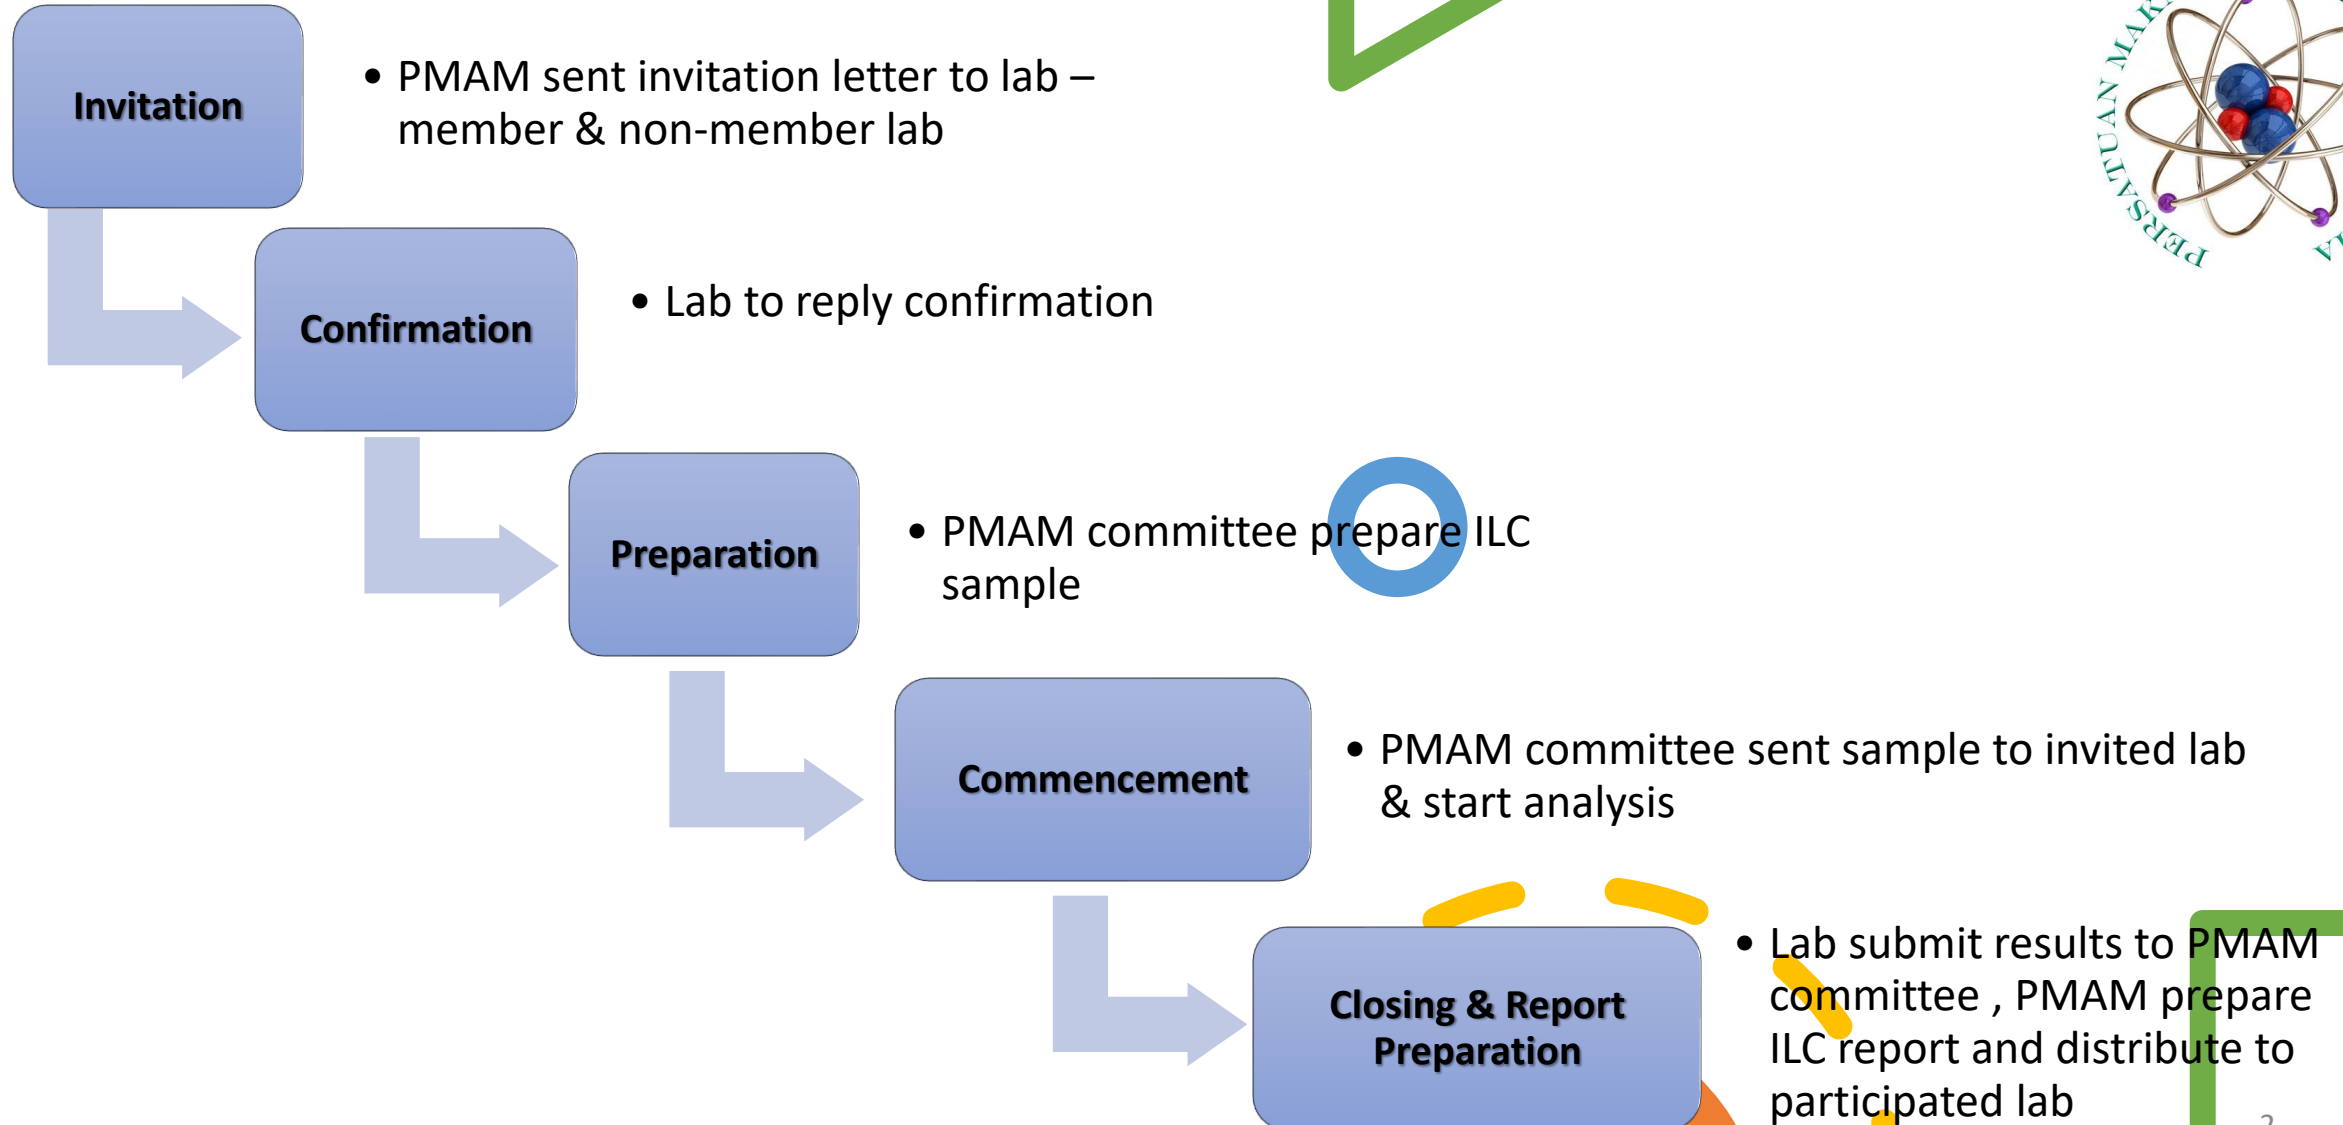 Invitation
• PMAM sent invitation letter to lab –
member & non-member lab
PERSATUAN
Confirmation
• Lab to reply confirmation
Preparation
• PMAM committee prepare ILC
sample
Commencement
• PMAM committee sent sample to invited lab
& start analysis
Closing & Report
Preparation
• Lab submit results to PMAM
committee , PMAM prepare
ILC report and distribute to
participated lab
2